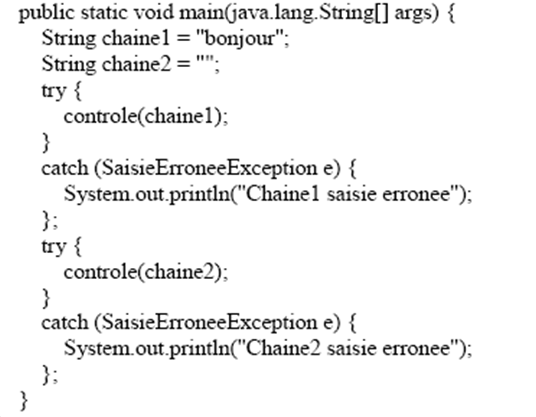 public static void main(java.lang.String[] args) {
String chaine1 = "bonjour";
String chaine2 = "";
try {
controle(chaine1);
}
catch (SaisieErroneeException e) {
System.out.println("Chaine1 saisie erronee");
};
try {
controle(chaine2);
}
catch (SaisieErroneeException e) {
System.out.println("Chaine2 saisie erronee");
};
}